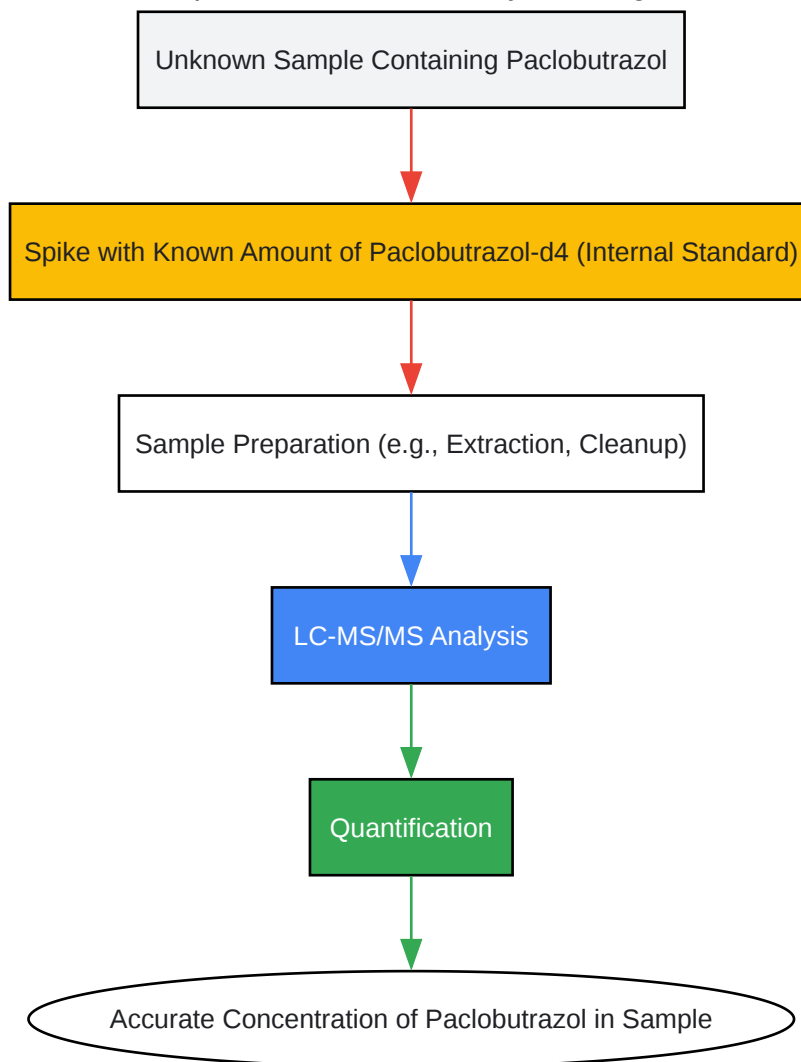 Unknown Sample Containing Paclobutrazol
Spike with Known Amount of Paclobutrazol-d4 (Internal Standard)
Sample Preparation (e.g., Extraction, Cleanup)
LC-MS/MS Analysis
Quantification
Accurate Concentration of Paclobutrazol in Sample